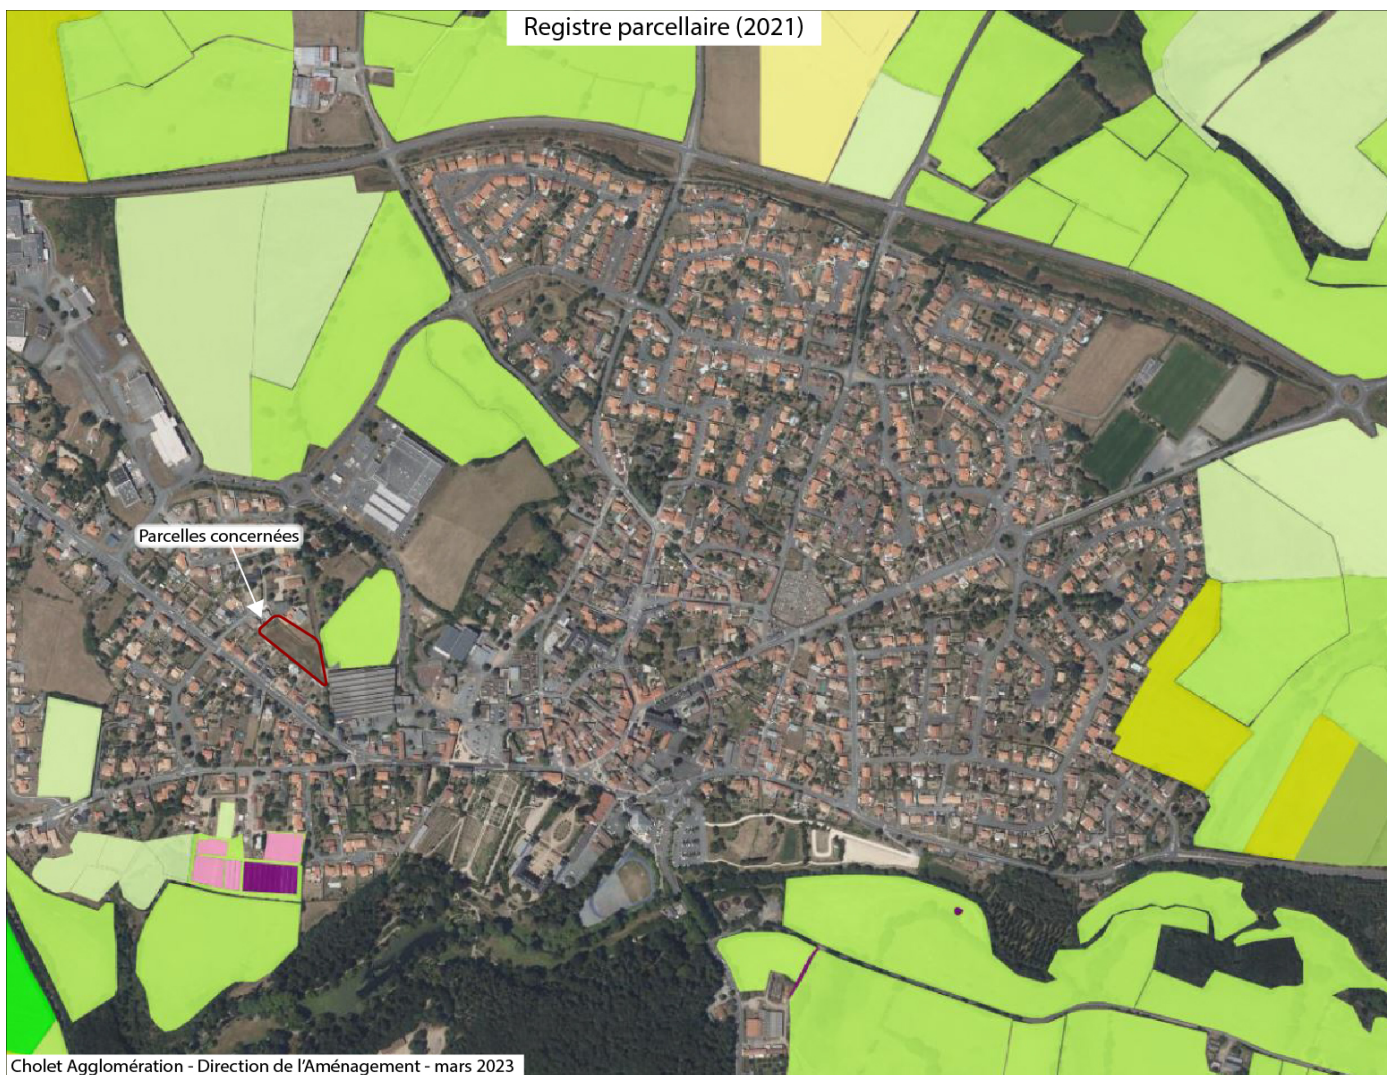 Registre parcellaire (2021)
Parcelles concernées
Cholet Agglomération - Direction de l'Aménagement - mars 2023